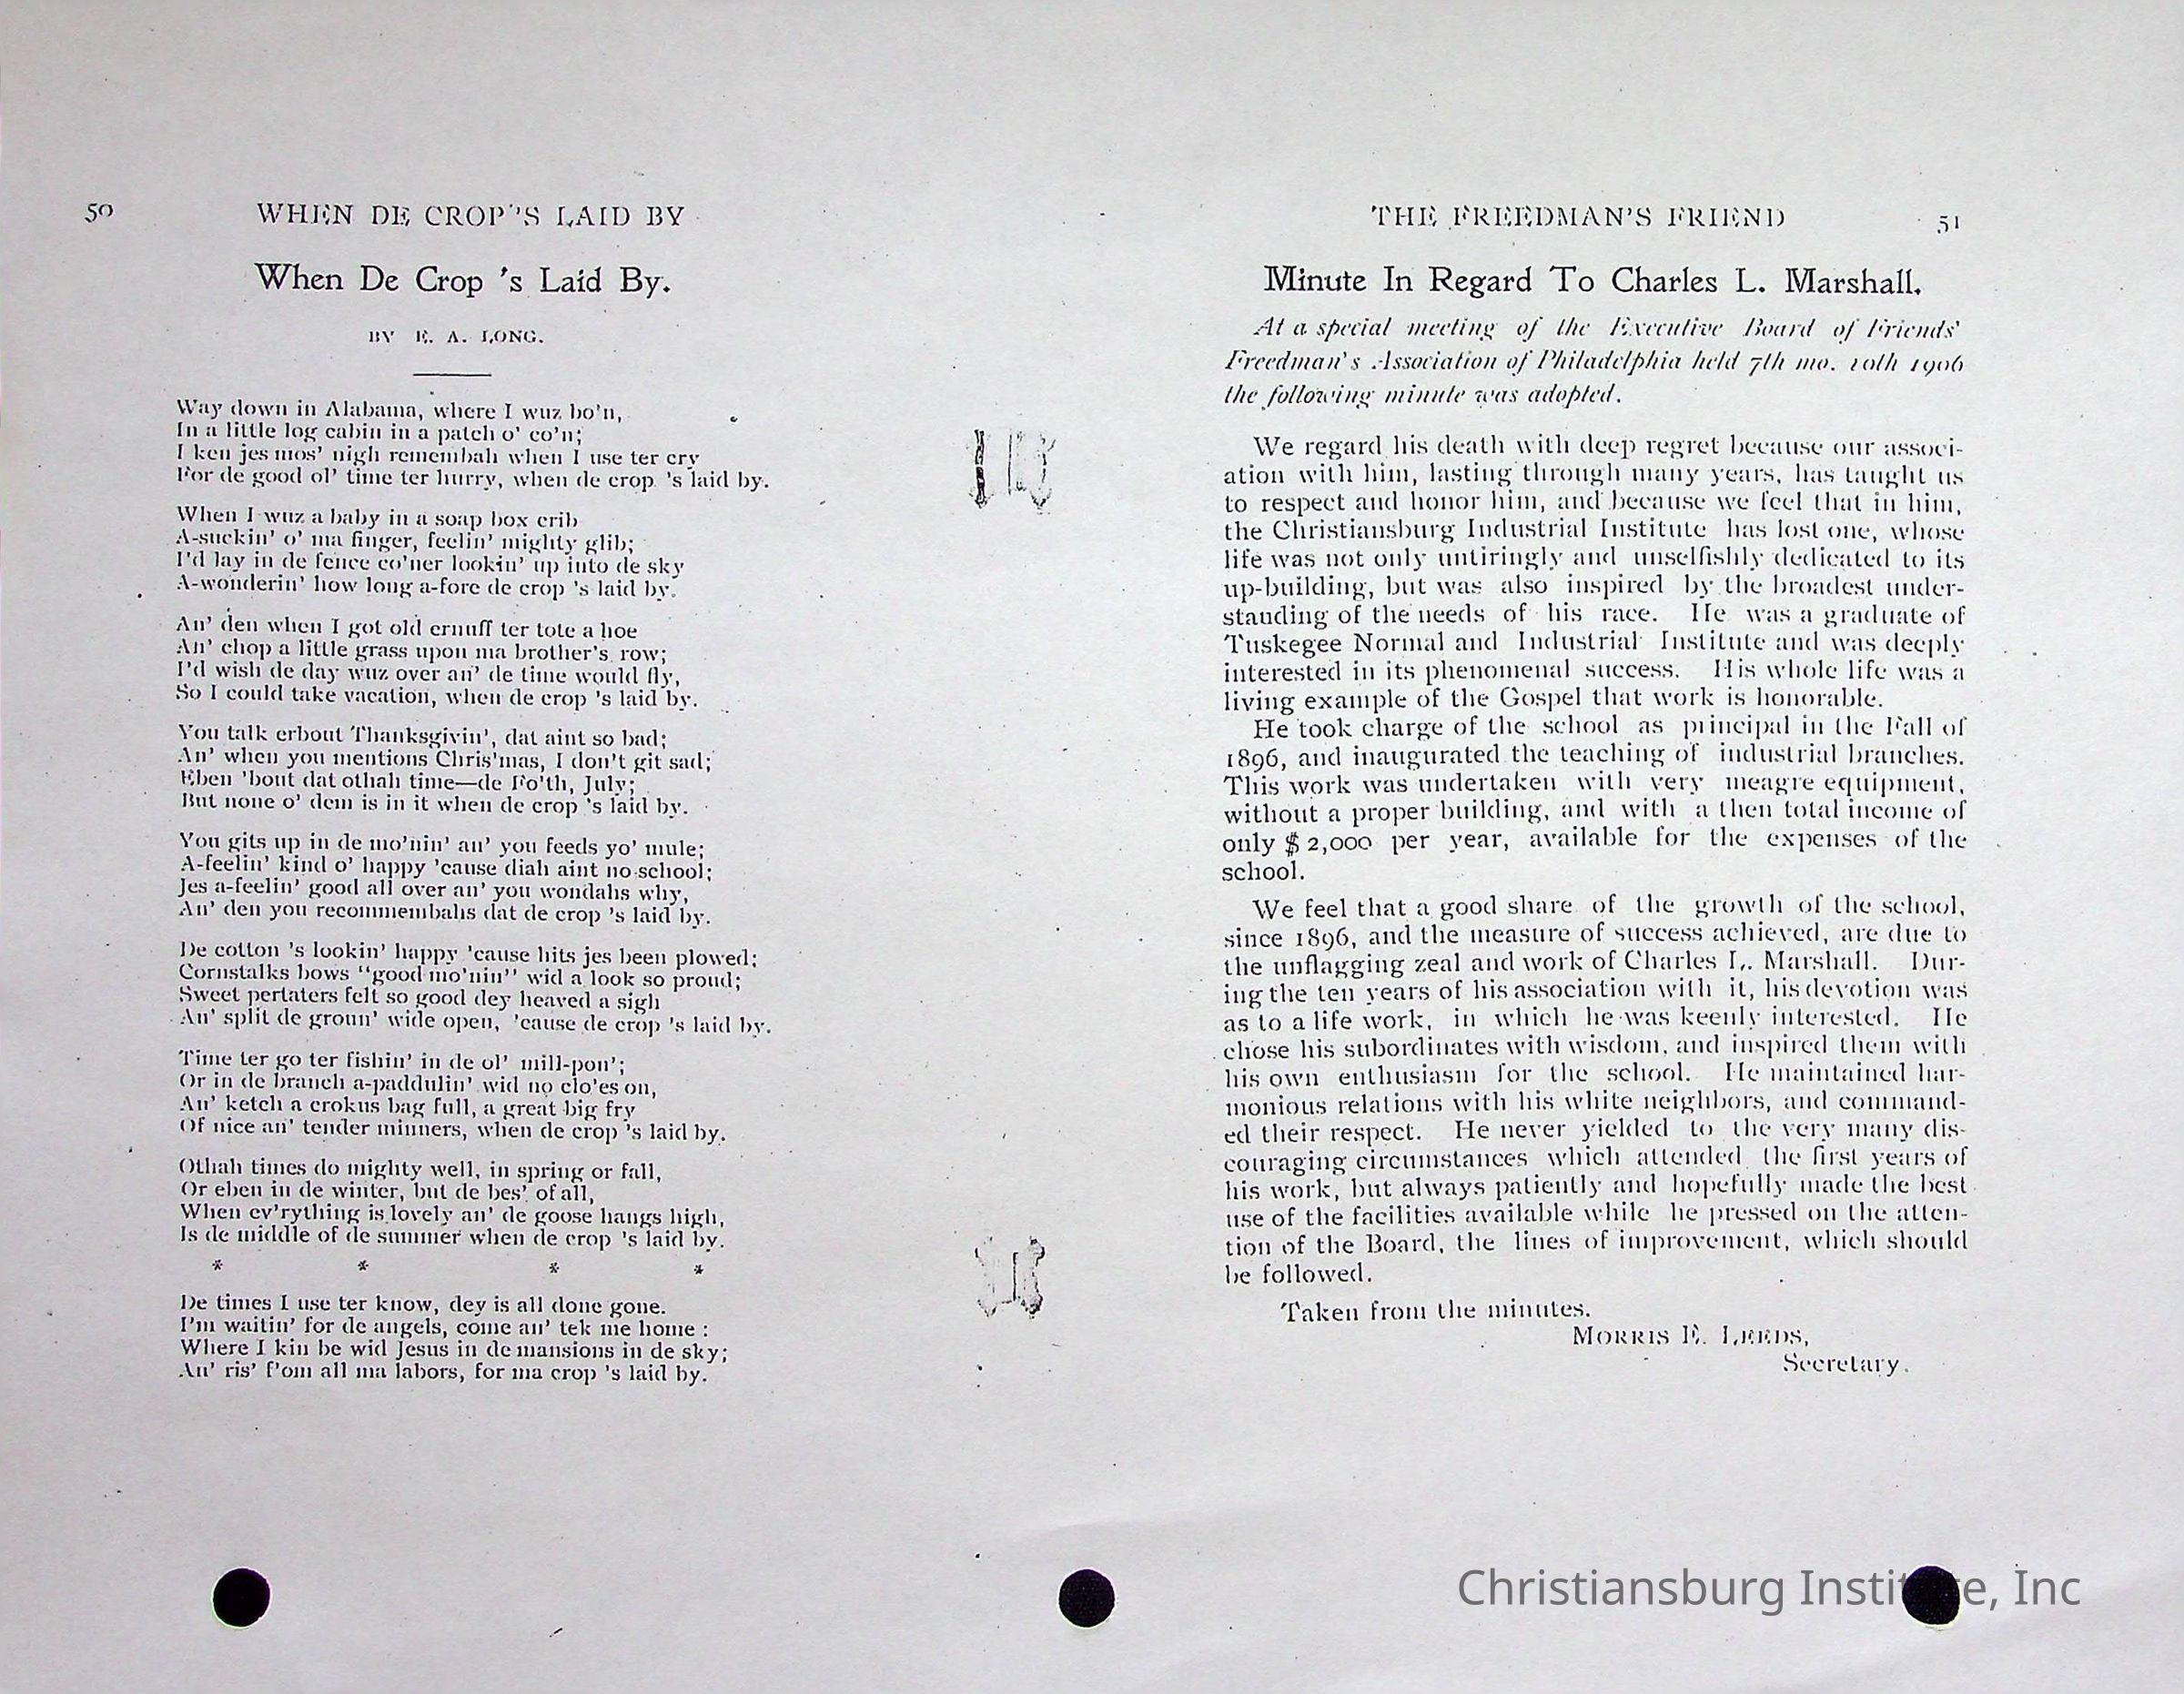 50
WHEN DE CROP'S LAID BY
When De Crop 's Laid By.
BY E. A. LONG.
Way down in Alabama, where I wuz bo'n,
In a little log cabin in a patch o' co'n;
I ken jes mos' nigh remembah when I use ter cry
For de good ol' time ter hurry, when de crop 's laid by.
When I wuz a baby in a soap box crib
A-suckin' o' ma finger, feelin' mighty glib;
I'd lay in de fence co'ner lookin' up into de sky
A-wonderin' how long a-fore de crop 's laid by.
An' den when I got old ernuff ter tote a hoe
An' chop a little grass upon ma brother's row;
I'd wish de day wuz over an' de time would fly,
So I could take vacation, when de crop 's laid by.
You talk erbout Thanksgivin', dat aint so bad;
An' when you mentions Chris'mas, I don't git sad;
Eben 'bout dat othah time—de Fo'th, July;
But none o' dem is in it when de crop 's laid by.
You gits up in de mo'nin' an' you feeds yo' mule;
A-feelin' kind o' happy 'cause diah aint no school;
Jes a-feelin' good all over an' you wondahs why,
An' den you recommembahs dat de crop 's laid by.
De cotton 's lookin' happy 'cause hits jes been plowed;
Cornstalks bows "good mo'nin" wid a look so proud;
Sweet pertaters felt so good dey heaved a sigh
An' split de groun' wide open, 'cause de crop 's laid by.
Time ter go ter fishin' in de ol' mill-pon';
Or in de branch a-paddulin' wid no clo'es on,
An' ketch a crokus bag full, a great big fry
Of nice an' tender minners, when de crop 's laid by.
Othah times do mighty well, in spring or fall,
Or eben in de winter, but de bes' of all,
When ev'rything is lovely an' de goose hangs high,
Is de middle of de summer when de crop 's laid by.
* * * *
De times I use ter know, dey is all done gone.
I'm waitin' for de angels, come an' tek me home :
Where I kin be wid Jesus in de mansions in de sky;
An' ris' f'om all ma labors, for ma crop 's laid by.
THE FREEDMAN'S FRIEND
51
Minute In Regard To Charles L. Marshall.
At a special meeting of the Executive Board of Friends'
Freedman's Association of Philadelphia held 7th mo. 10th 1906
the following minute was adopted.
We regard his death with deep regret because our associ-
ation with him, lasting through many years, has taught us
to respect and honor him, and because we feel that in him,
the Christiansburg Industrial Institute has lost one, whose
life was not only untiringly and unselfishly dedicated to its
up-building, but was also inspired by the broadest under-
standing of the needs of his race. He was a graduate of
Tuskegee Normal and Industrial Institute and was deeply
interested in its phenomenal success. His whole life was a
living example of the Gospel that work is honorable.
He took charge of the school as principal in the Fall of
1896, and inaugurated the teaching of industrial branches.
This work was undertaken with very meagre equipment,
without a proper building, and with a then total income of
only $ 2,000 per year, available for the expenses of the
school.
We feel that a good share of the growth of the school,
since 1896, and the measure of success achieved, are due to
the unflagging zeal and work of Charles L. Marshall. Dur-
ing the ten years of his association with it, his devotion was
as to a life work, in which he was keenly interested. He
chose his subordinates with wisdom, and inspired them with
his own enthusiasm for the school. He maintained har-
monious relations with his white neighbors, and command-
ed their respect. He never yielded to the very many dis-
couraging circumstances which attended the first years of
his work, but always patiently and hopefully made the best
use of the facilities available while he pressed on the atten-
tion of the Board, the lines of improvement, which should
be followed.
Taken from the minutes.
MORRIS E. LEEDS,
Secretary.
Christiansburg Institute, Inc